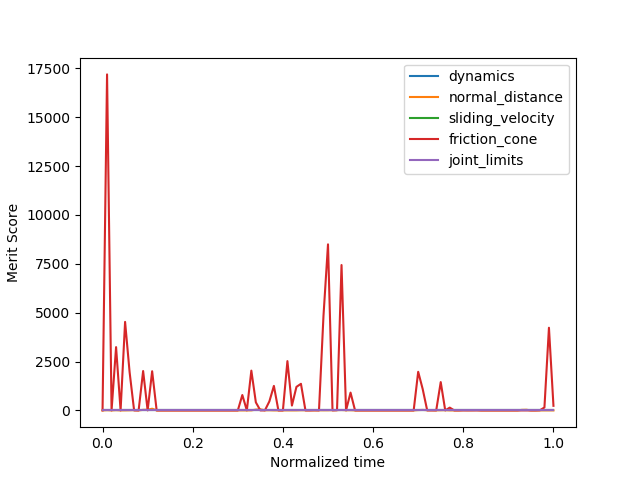 17500
15000
12500
10000
7500
5000
2500
0
Merit Score
dynamics
normal_distance
sliding_velocity
friction_cone
joint_limits
0.0 0.2 0.4 0.6 0.8 1.0
Normalized time